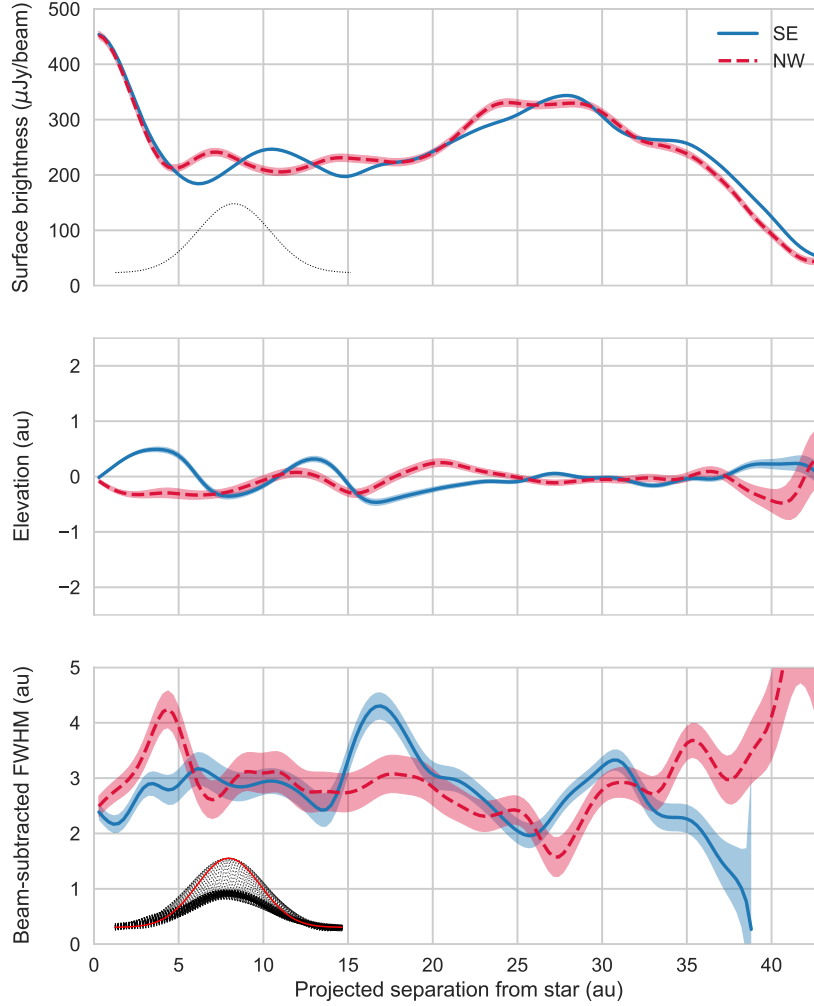 500
400
300
200
100
0
Surface brightness (μJy/beam)
SE
NW
2
1
0
−1
−2
Elevation (au)
5
4
3
2
1
0
Beam-subtracted FWHM (au)
0 5 10 15 20 25 30 35 40
Projected separation from star (au)